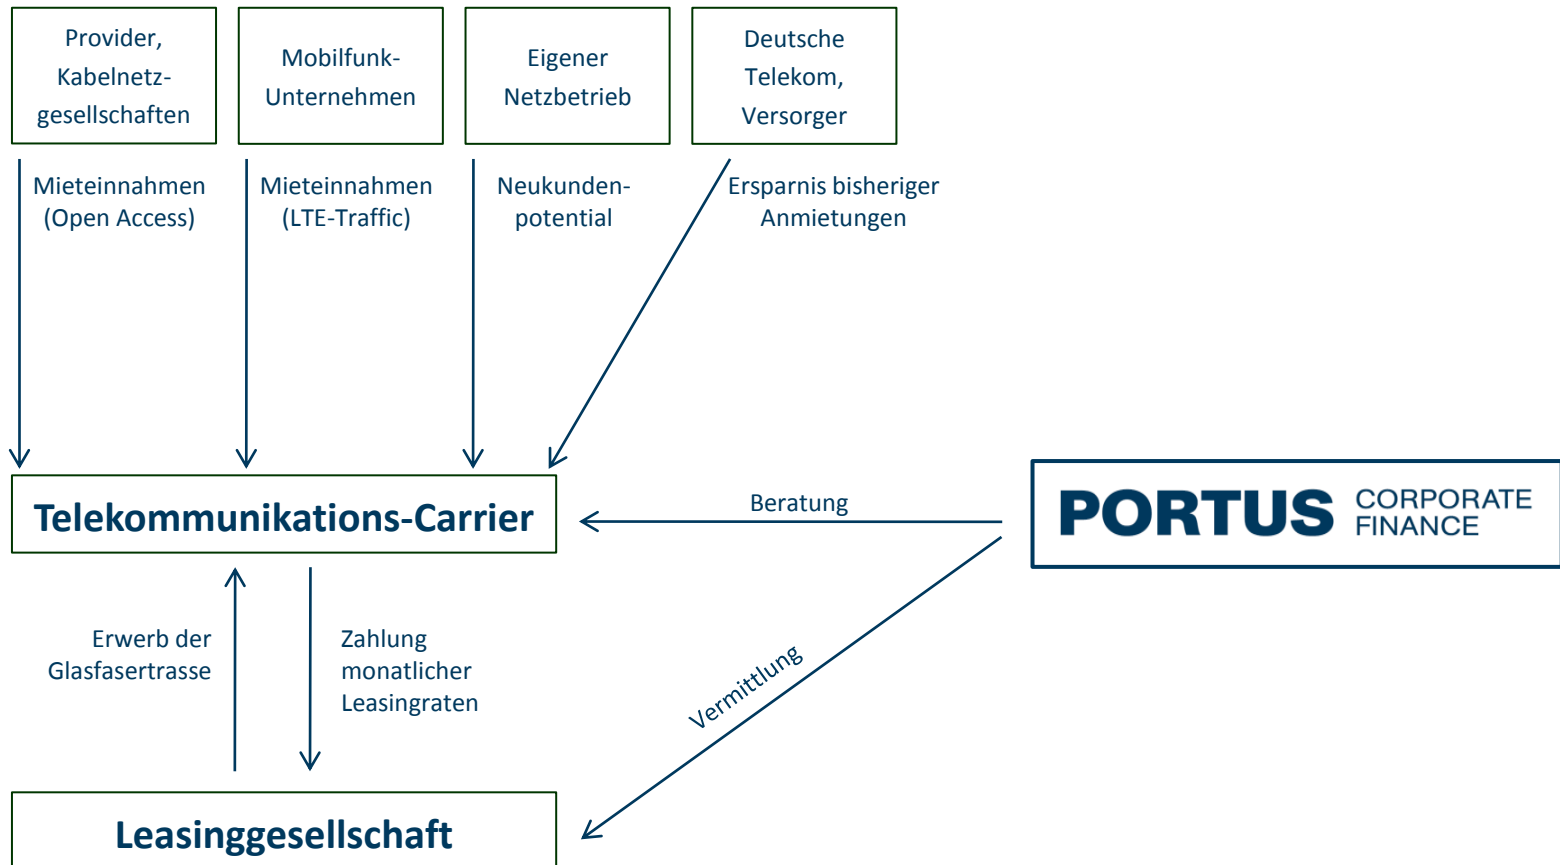 Provider,
Kabelnetz-
gesellschaften
Mobilfunk-
Unternehmen
Eigener
Netzbetrieb
Deutsche
Telekom,
Versorger
Mieteinnahmen
(Open Access)
Mieteinnahmen
(LTE-Traffic)
Neukunden-
potential
Ersparnis bisheriger
Anmietungen
Telekommunikations-Carrier
Beratung
PORTUS CORPORATE
FINANCE
Erwerb der
Glasfasertrasse
Zahlung
monatlicher
Leasingraten
Vermittlung
Leasinggesellschaft